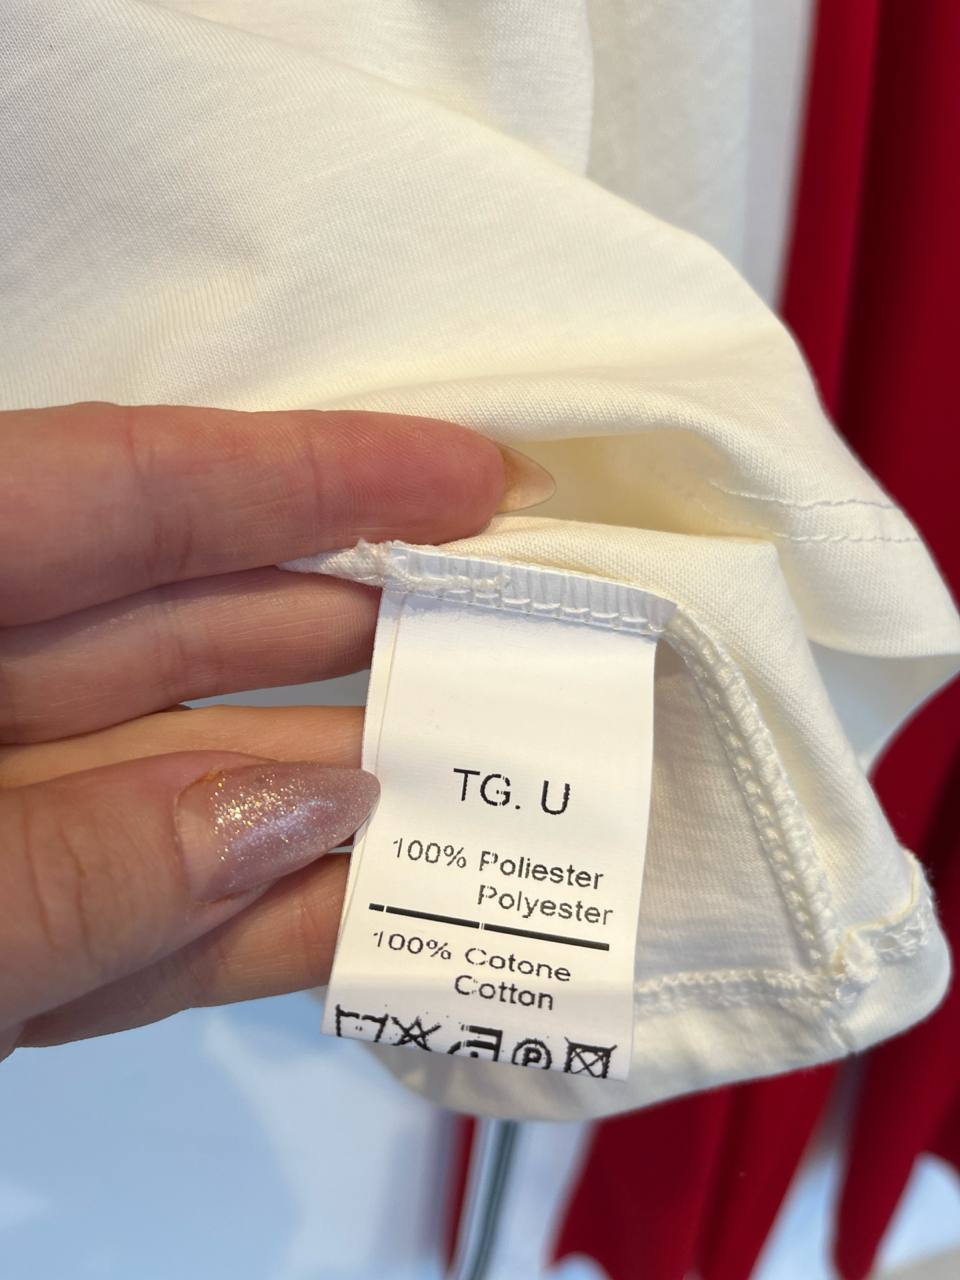 TG. U
100% Poliester
Polyester
100% Cotone
Cotton
P